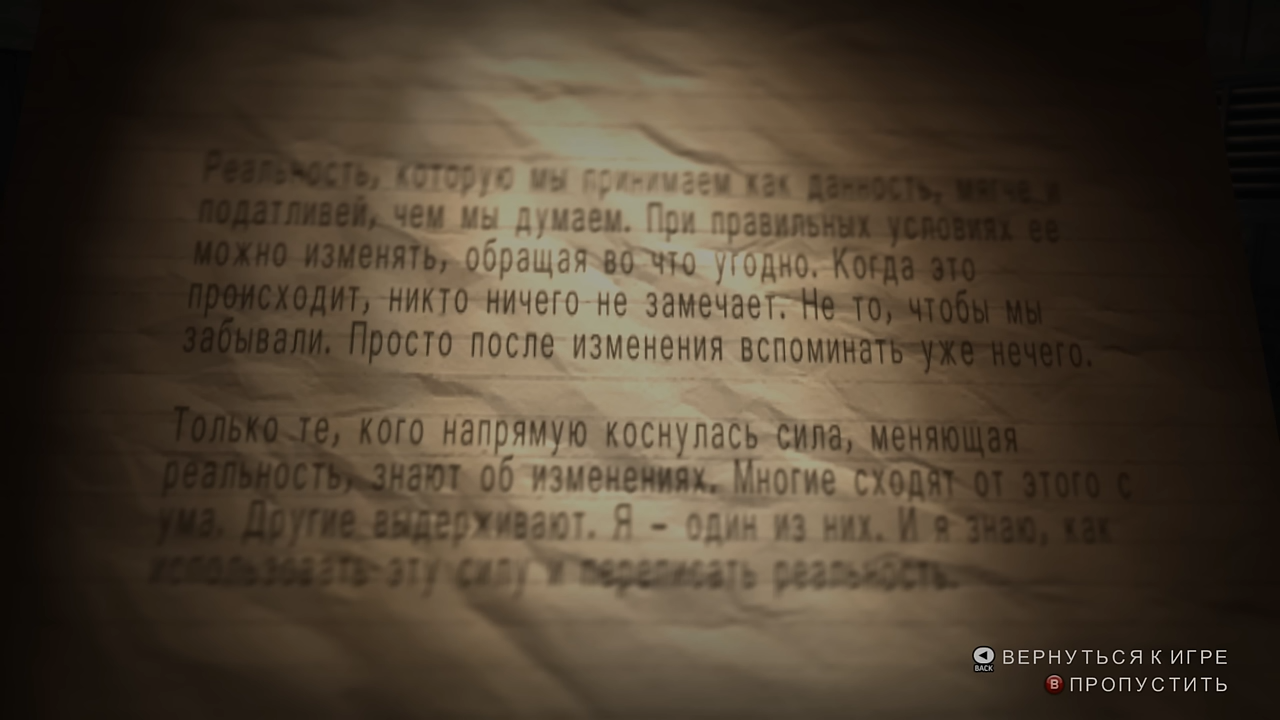 Реальность, которую мы принимаем как данность, мягче и
податливей, чем мы думаем. При правильных условиях ее
можно изменять, обращая во что угодно. Когда это
происходит, никто ничего не замечает. Не то, чтобы мы
забывали. Просто после изменения вспоминать уже нечего.
Только те, кого напрямую коснулась сила, меняющая
реальность, знают об изменениях. Многие сходят от этого с
ума. Другие выдерживают. Я – один из них. И я знаю, как
использовать эту силу и переписать реальность.
BACK ВЕРНУТЬСЯ К ИГРЕ
B ПРОПУСТИТЬ